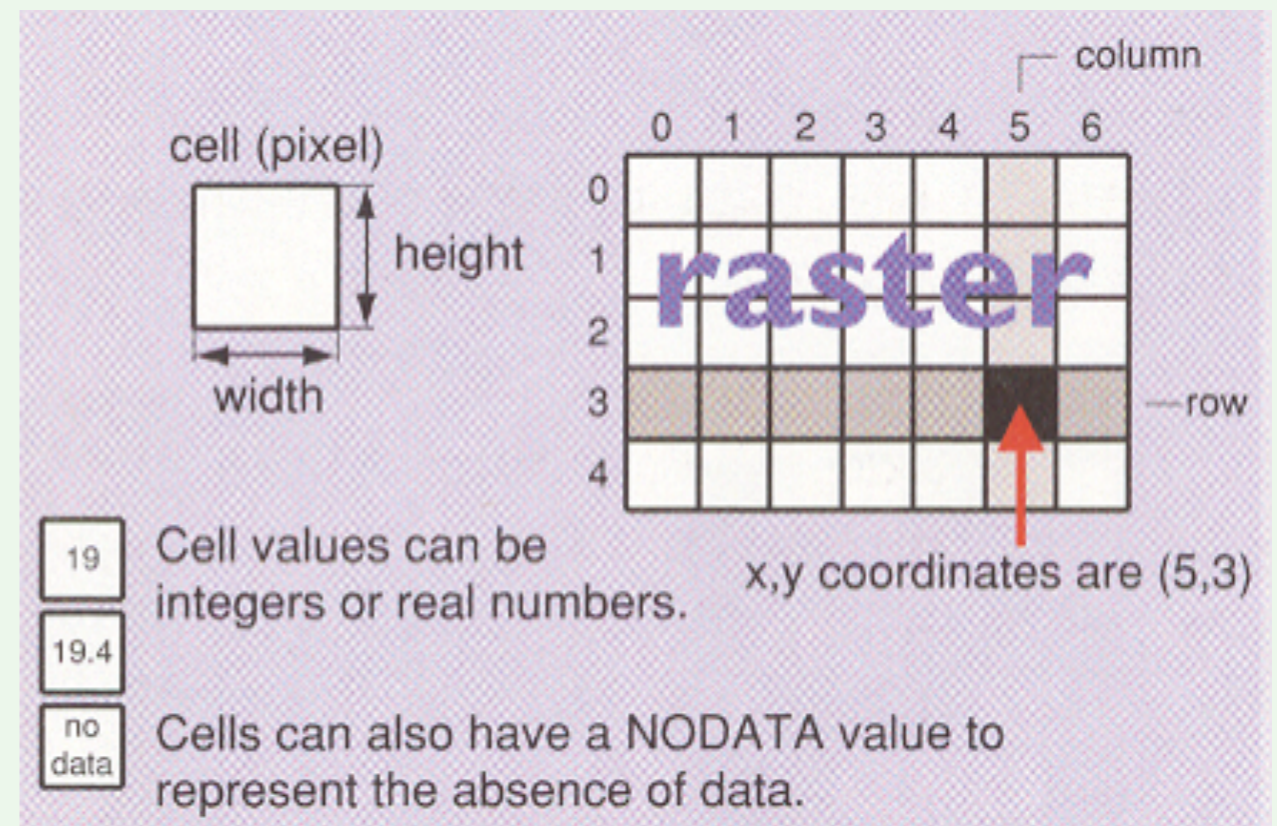 column
cell (pixel)
0 1 2 3 4 5 6
0
height
1
raster
2
width
3
row
4
19
Cell values can be
integers or real numbers.
x,y coordinates are (5,3)
19.4
no
data
Cells can also have a NODATA value to
represent the absence of data.